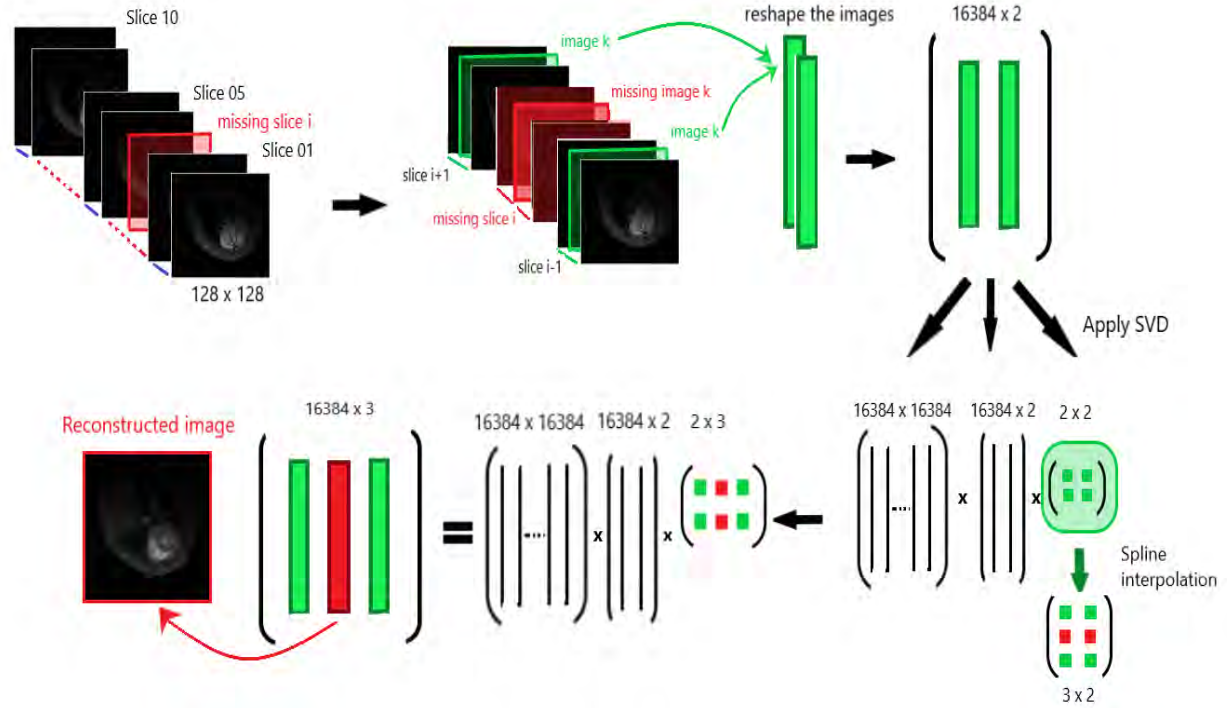 Slice 10
Slice 05
missing slice i
Slice 01
128 x 128
image k
missing image k
image k
slice i+1
missing slice i
slice i-1
reshape the images
16384 x 2
Apply SVD
16384 x 16384
16384 x 2
2 x 2
x
x
Spline
interpolation
3 x 2
16384 x 16384
16384 x 2
2 x 3
x
x
=
16384 x 3
Reconstructed image